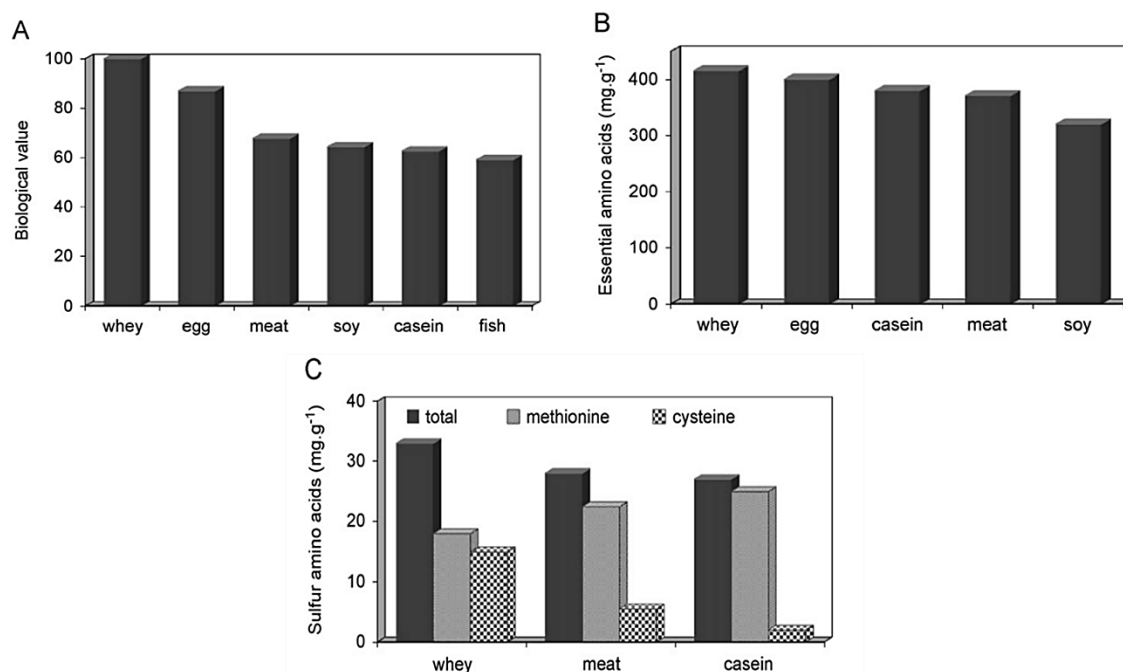 A
Biological value
100
80
60
40
20
0
whey egg meat soy casein fish
B
Essential amino acids (mg.g⁻¹)
400
300
200
100
0
whey egg casein meat soy
C
Sulfur amino acids (mg.g⁻¹)
40
30
20
10
0
total methionine cysteine
whey meat casein